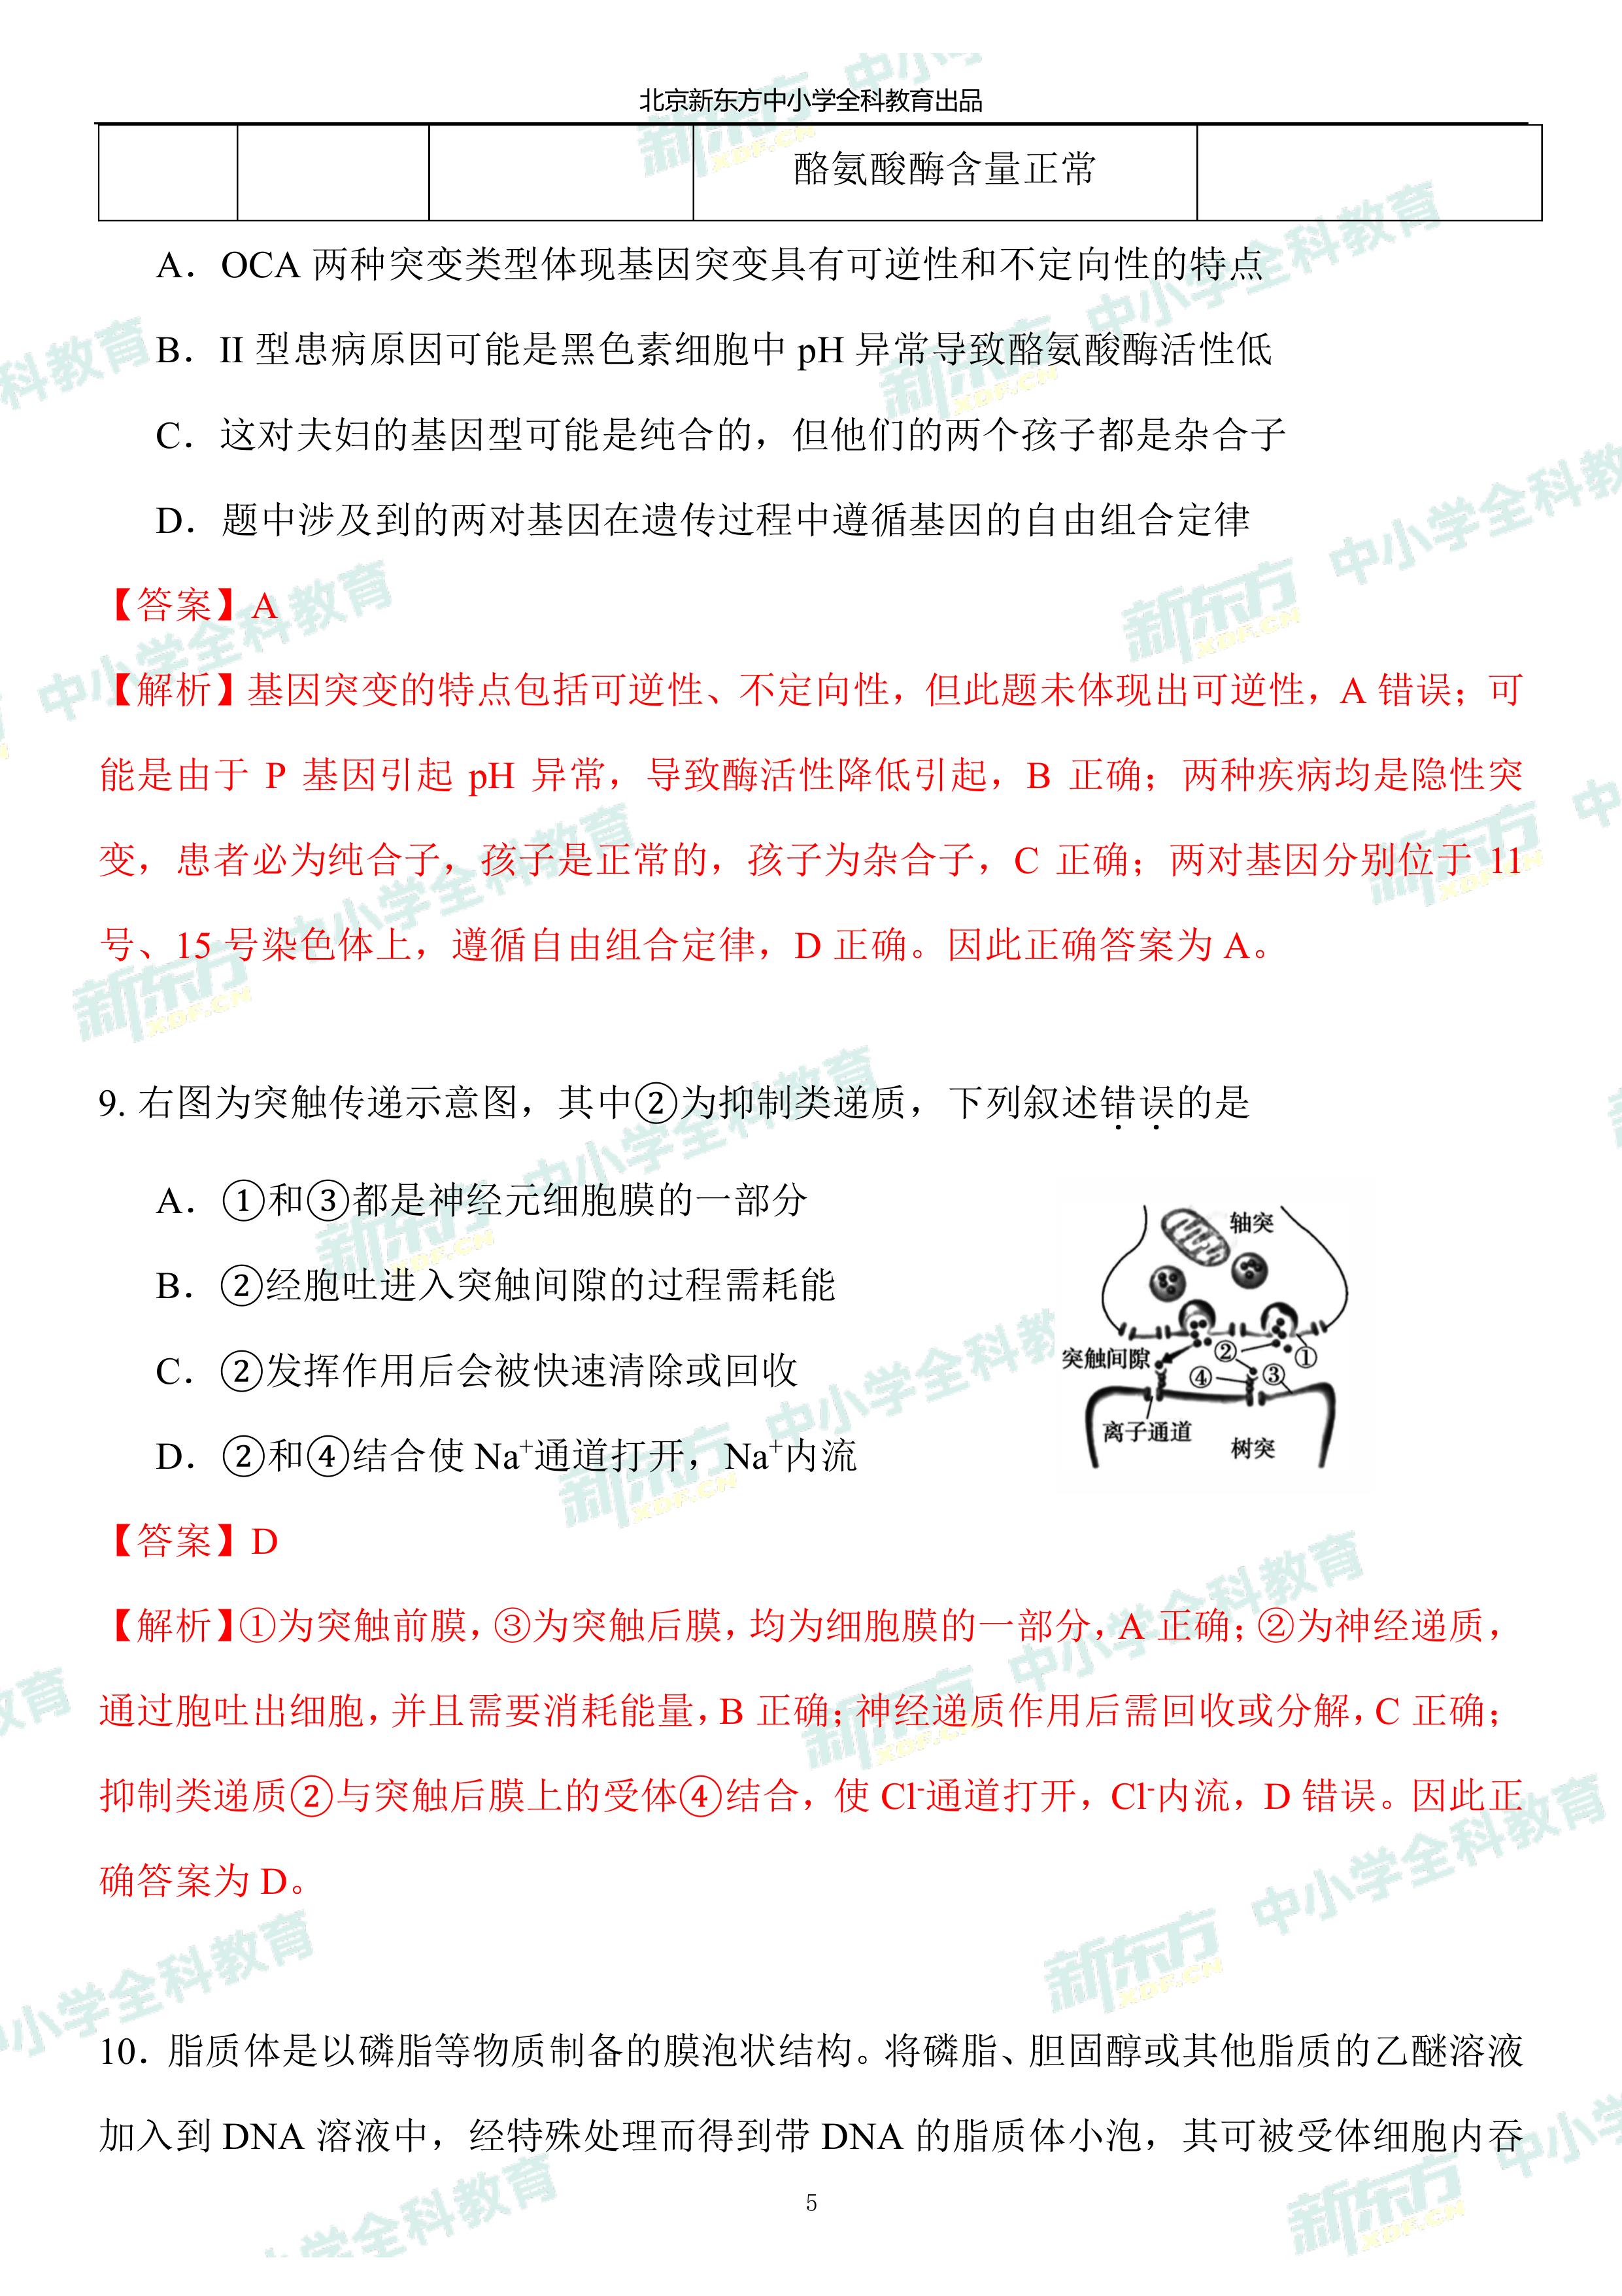 北京新东方中小学全科教育出品
酪氨酸酶含量正常
A．OCA 两种突变类型体现基因突变具有可逆性和不定向性的特点
B．II 型患病原因可能是黑色素细胞中 pH 异常导致酪氨酸酶活性低
C．这对夫妇的基因型可能是纯合的，但他们的两个孩子都是杂合子
D．题中涉及到的两对基因在遗传过程中遵循基因的自由组合定律
【答案】A
【解析】基因突变的特点包括可逆性、不定向性，但此题未体现出可逆性，A 错误；可
能是由于 P 基因引起 pH 异常，导致酶活性降低引起，B 正确；两种疾病均是隐性突
变，患者必为纯合子，孩子是正常的，孩子为杂合子，C 正确；两对基因分别位于 11
号、15 号染色体上，遵循自由组合定律，D 正确。因此正确答案为 A。
9. 右图为突触传递示意图，其中②为抑制类递质，下列叙述错误的是
A．①和③都是神经元细胞膜的一部分
B．②经胞吐进入突触间隙的过程需耗能
C．②发挥作用后会被快速清除或回收
D．②和④结合使 Na⁺通道打开，Na⁺内流
轴突
突触间隙
②
①
④
③
离子通道
树突
【答案】D
【解析】①为突触前膜，③为突触后膜，均为细胞膜的一部分，A 正确；②为神经递质，
通过胞吐出细胞，并且需要消耗能量，B 正确；神经递质作用后需回收或分解，C 正确；
抑制类递质②与突触后膜上的受体④结合，使 Cl⁻通道打开，Cl⁻内流，D 错误。因此正
确答案为 D。
10．脂质体是以磷脂等物质制备的膜泡状结构。将磷脂、胆固醇或其他脂质的乙醚溶液
加入到 DNA 溶液中，经特殊处理而得到带 DNA 的脂质体小泡，其可被受体细胞内吞
5
新东方 XDF.CN 中小学全科教育